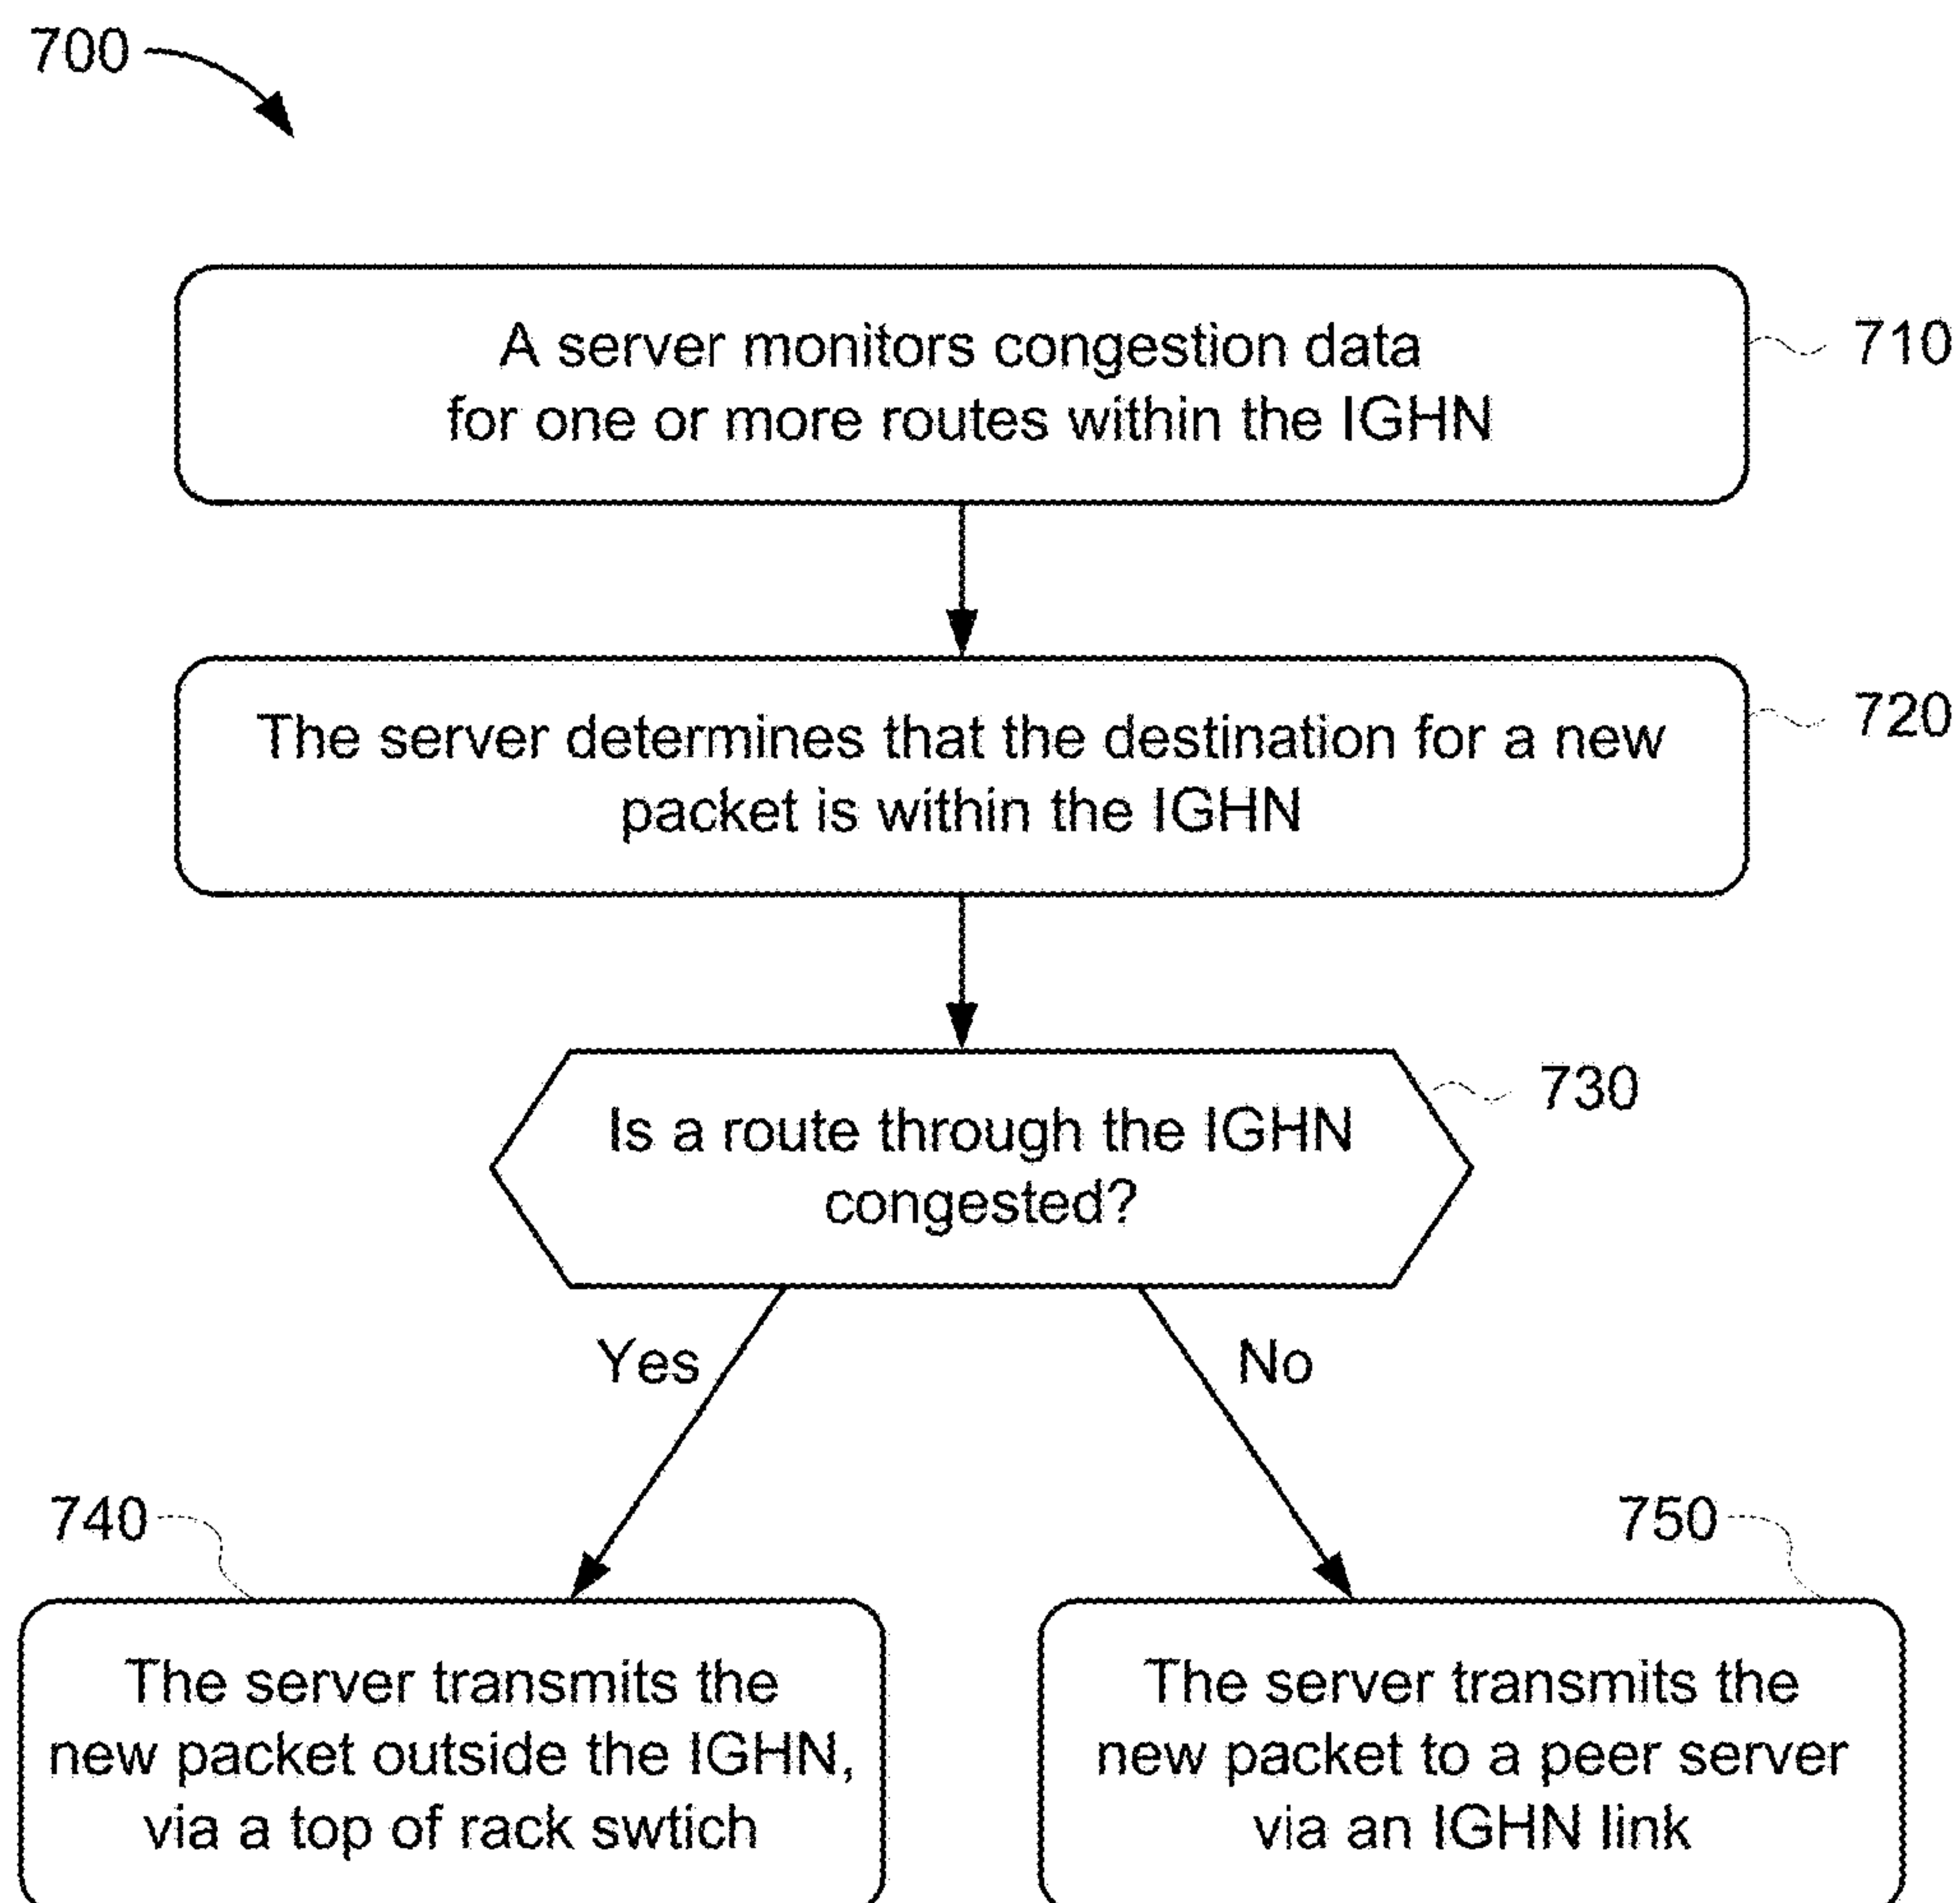 700
A server monitors congestion data
for one or more routes within the IGHN
710
The server determines that the destination for a new
packet is within the IGHN
720
Is a route through the IGHN
congested?
730
Yes
No
740
The server transmits the
new packet outside the IGHN,
via a top of rack swtich
750
The server transmits the
new packet to a peer server
via an IGHN link